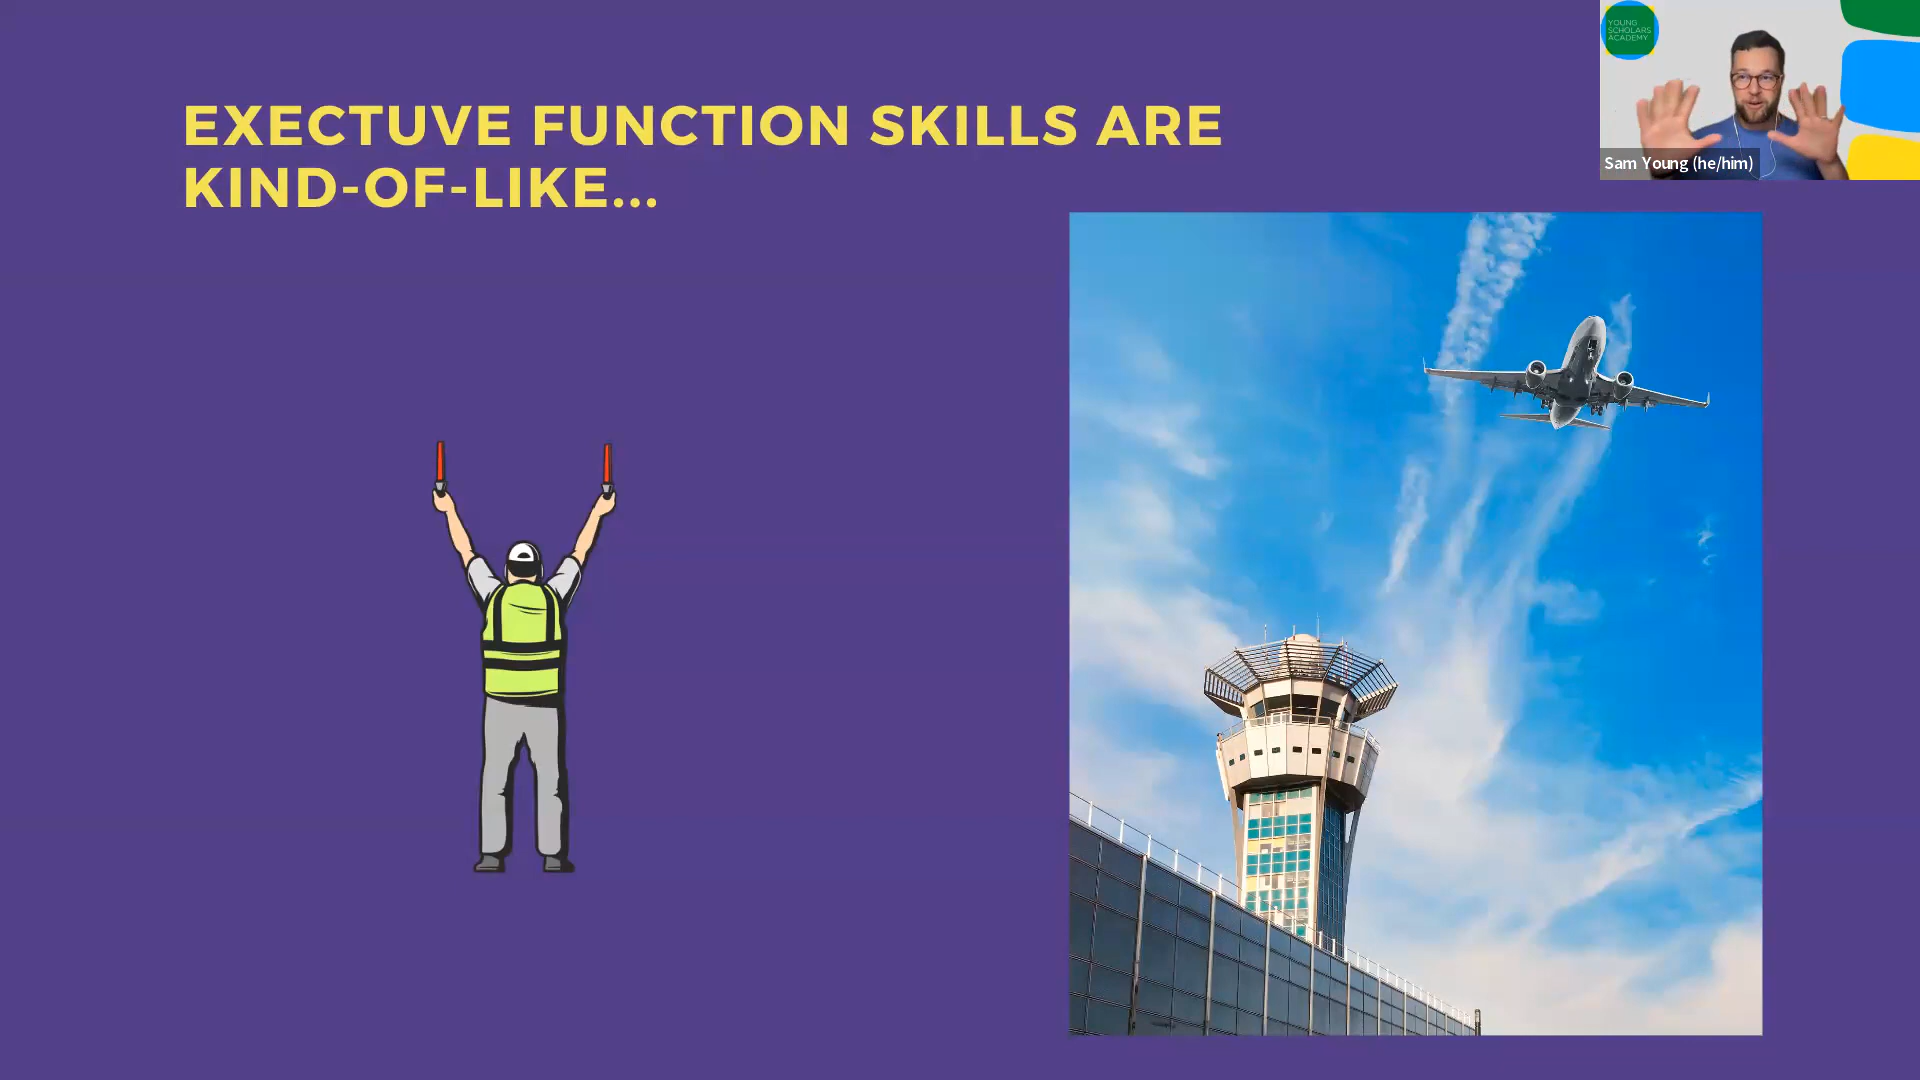 EXECTUVE FUNCTION SKILLS ARE
KIND-OF-LIKE...
YOUNG
SCHOLARS
ACADEMY
Sam Young (he/him)